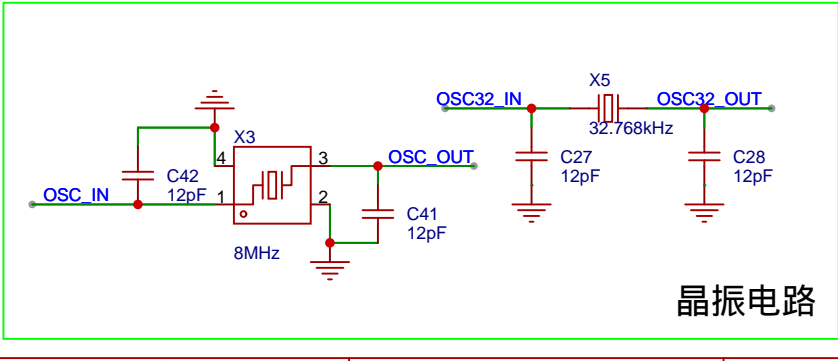 X5
OSC32_IN
OSC32_OUT
32.768kHz
C27
12pF
C28
12pF
X3
4
3
OSC_OUT
C42
12pF
OSC_IN
1
2
C41
12pF
8MHz
晶振电路